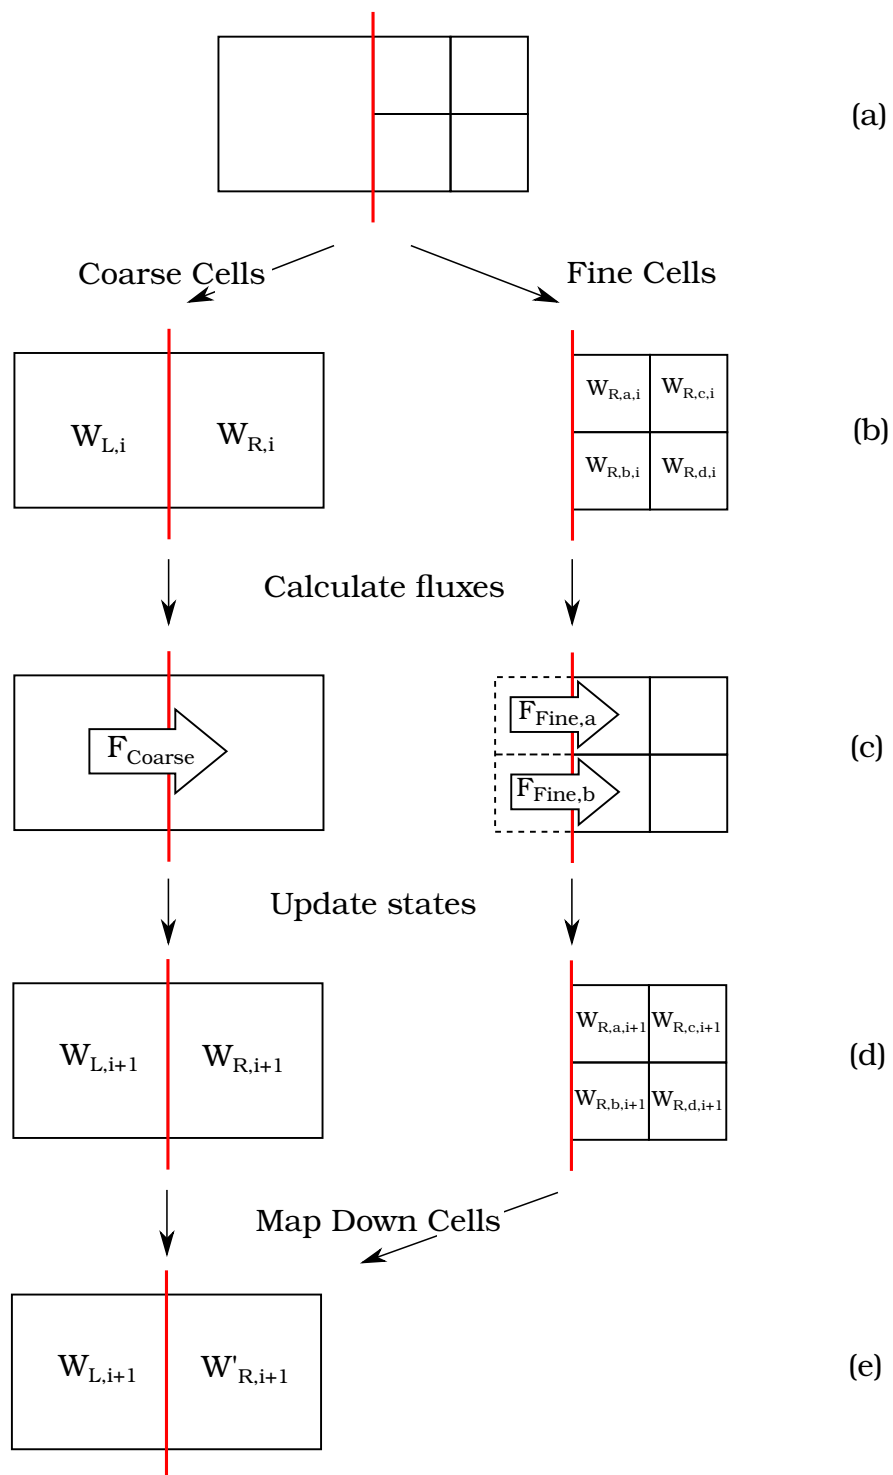 (a)
Coarse Cells
Fine Cells
W_L,i
W_R,i
W_R,a,i
W_R,c,i
W_R,b,i
W_R,d,i
(b)
Calculate fluxes
F_Coarse
F_Fine,a
F_Fine,b
(c)
Update states
W_L,i+1
W_R,i+1
W_R,a,i+1
W_R,c,i+1
W_R,b,i+1
W_R,d,i+1
(d)
Map Down Cells
W_L,i+1
W'_R,i+1
(e)